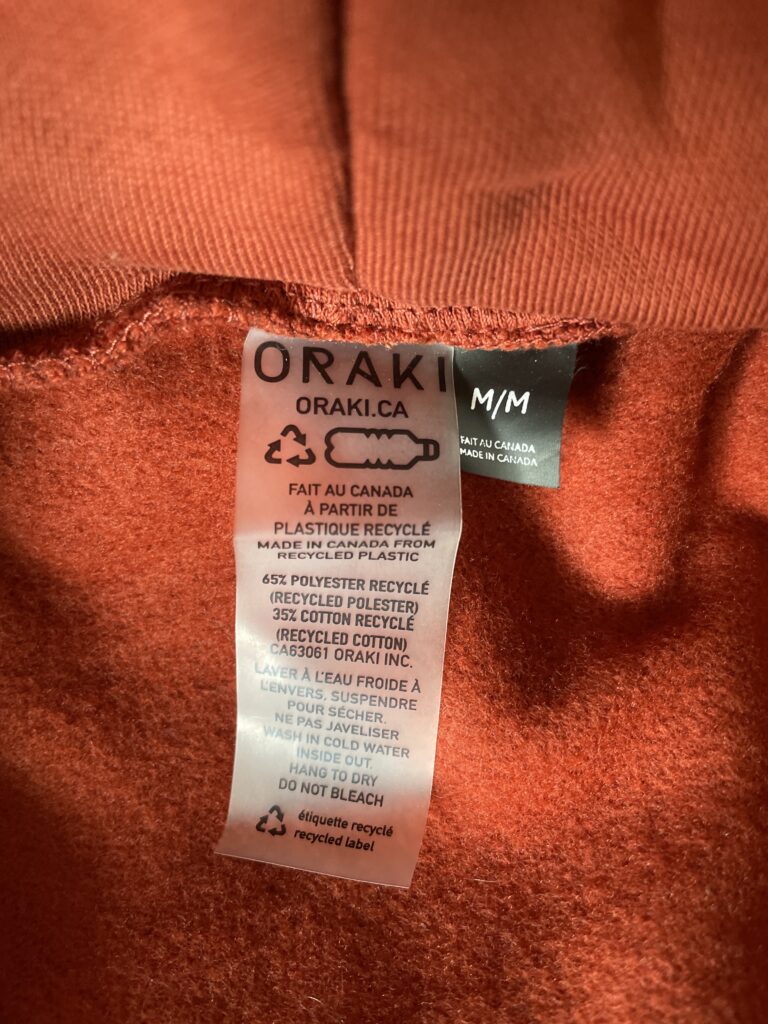 ORAKI
ORAKI.CA
FAIT AU CANADA
À PARTIR DE
PLASTIQUE RECYCLÉ
MADE IN CANADA FROM
RECYCLED PLASTIC
65% POLYESTER RECYCLÉ
(RECYCLED POLESTER)
35% COTTON RECYCLÉ
(RECYCLED COTTON)
CA63061 ORAKI INC.
LAVER À L'EAU FROIDE À
L'ENVERS, SUSPENDRE
POUR SÉCHER.
NE PAS JAVELISER
WASH IN COLD WATER
INSIDE OUT.
HANG TO DRY
DO NOT BLEACH
étiquette recyclé
recycled label
M/M
FAIT AU CANADA
MADE IN CANADA